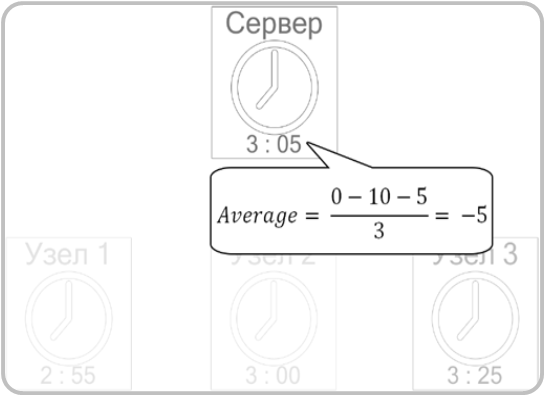 Сервер
3 : 05
Average = (0 − 10 − 5) / 3 = −5
Узел 1
Узел 2
Узел 3
2 : 55
3 : 00
3 : 25